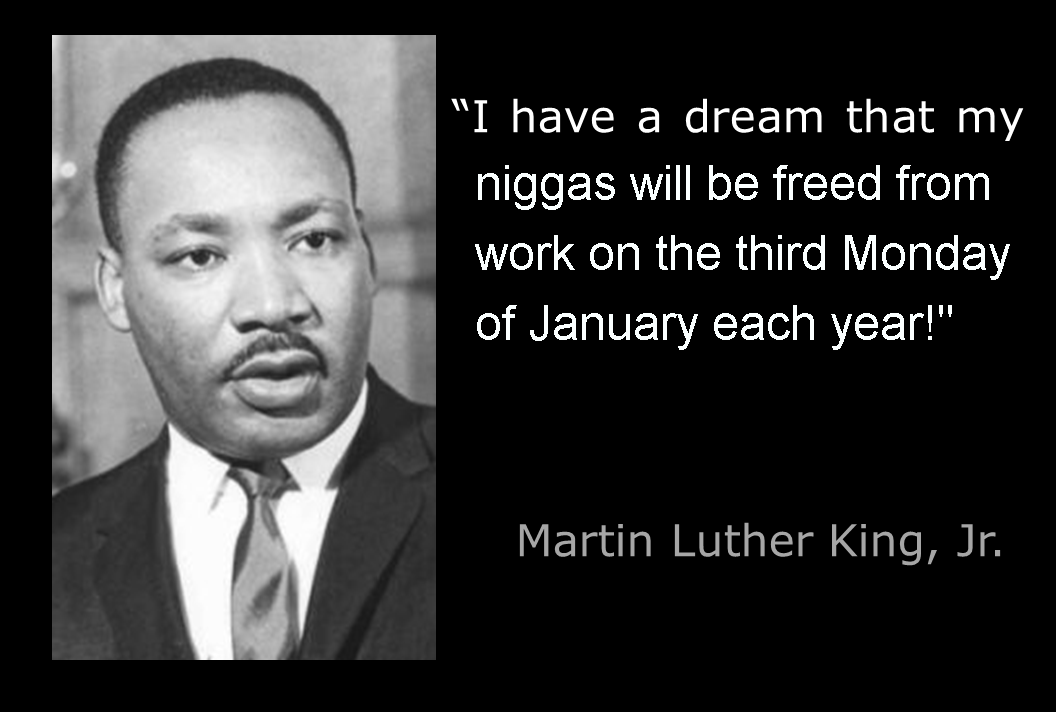 “I have a dream that my
niggas will be freed from
work on the third Monday
of January each year!"
Martin Luther King, Jr.